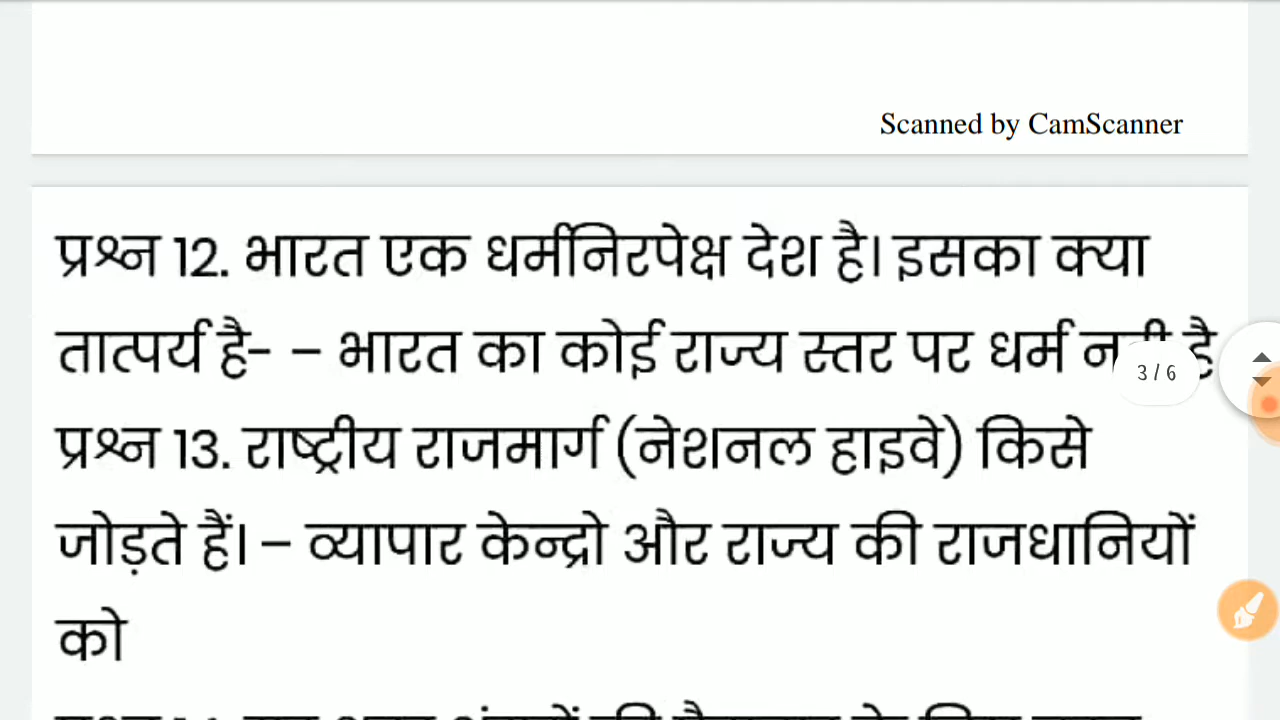 Scanned by CamScanner
प्रश्न 12. भारत एक धर्मनिरपेक्ष देश है। इसका क्या
तात्पर्य है- – भारत का कोई राज्य स्तर पर धर्म है
3 / 6
प्रश्न 13. राष्ट्रीय राजमार्ग (नेशनल हाइवे) किसे
जोड़ते हैं। – व्यापार केन्द्रो और राज्य की राजधानियों
को